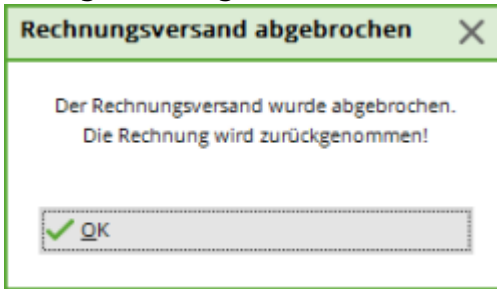 Rechnungsversand abgebrochen
Der Rechnungsversand wurde abgebrochen.
Die Rechnung wird zurückgenommen!
OK